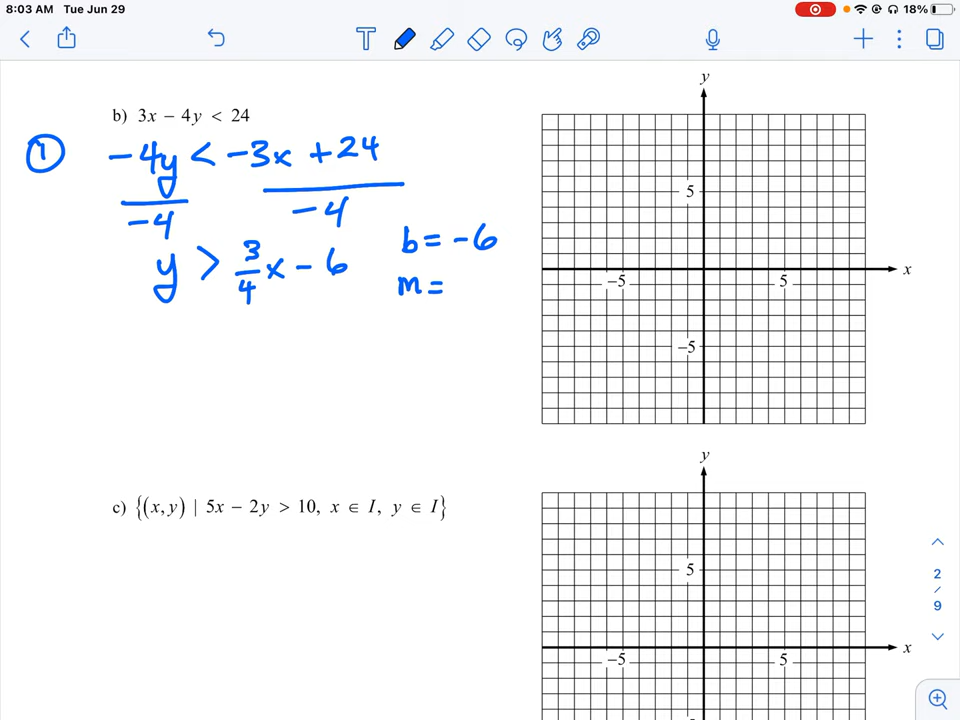 8:03 AM Tue Jun 29
18%
T
b) 3x − 4y < 24
① −4y < −3x + 24
−4 −4
y > 3/4 x − 6
b = −6
m =
y
5
−5
5
x
−5
c) {(x, y) | 5x − 2y > 10, x ∈ I, y ∈ I}
y
5
−5
5
x
2
/
9